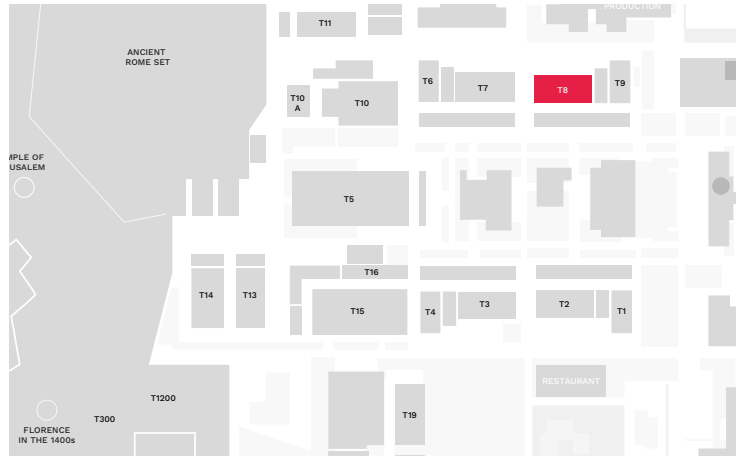 PRODUCTION
T11
ANCIENT
ROME SET
T6
T7
T8
T9
T10
A
T10
MPLE OF
USALEM
T5
T16
T14
T13
T15
T4
T3
T2
T1
RESTAURANT
T1200
T300
T19
FLORENCE
IN THE 1400s